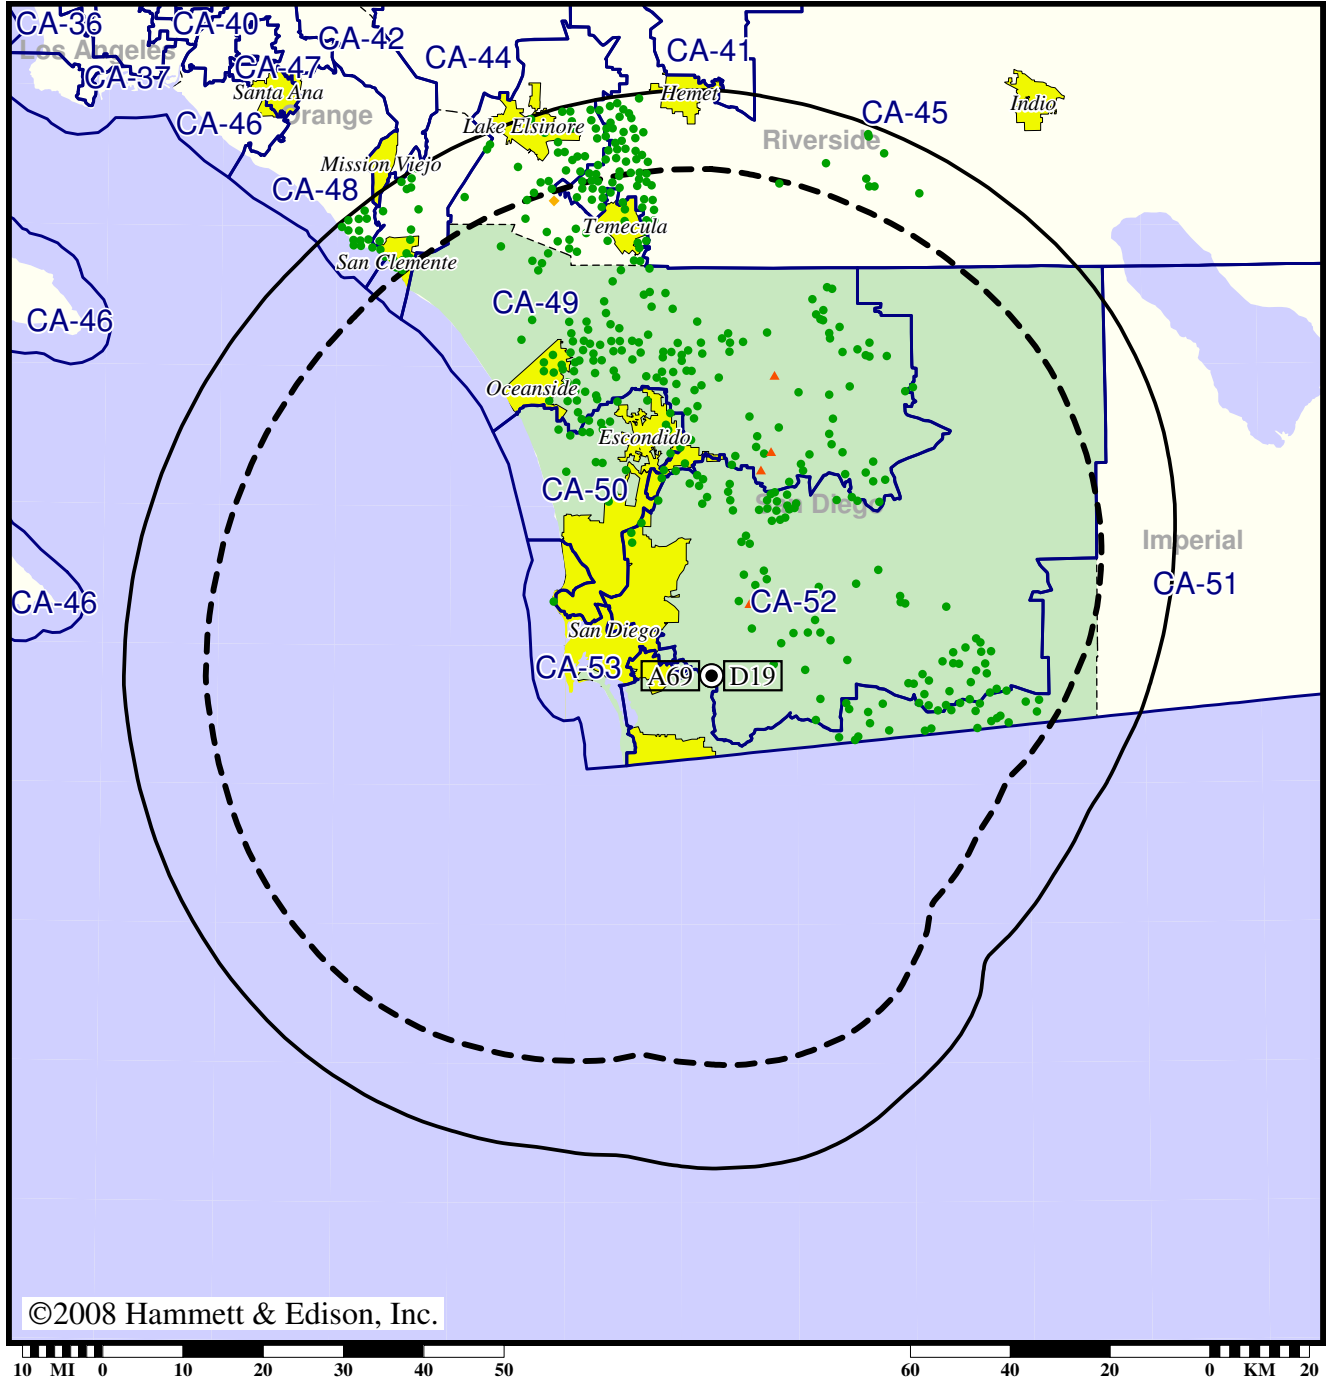 CA-36
CA-40
CA-42
CA-44
CA-41
Los Angeles
CA-37
CA-47
Santa Ana
Orange
CA-46
Lake Elsinore
Hemet
CA-45
Indio
Riverside
Mission Viejo
CA-48
Temecula
San Clemente
CA-49
CA-46
Oceanside
Escondido
CA-50
San Diego
Imperial
CA-51
CA-46
CA-52
San Diego
CA-53
A69
D19
©2008 Hammett & Edison, Inc.
10 MI 0 10 20 30 40 50 60 40 20 0 KM 20